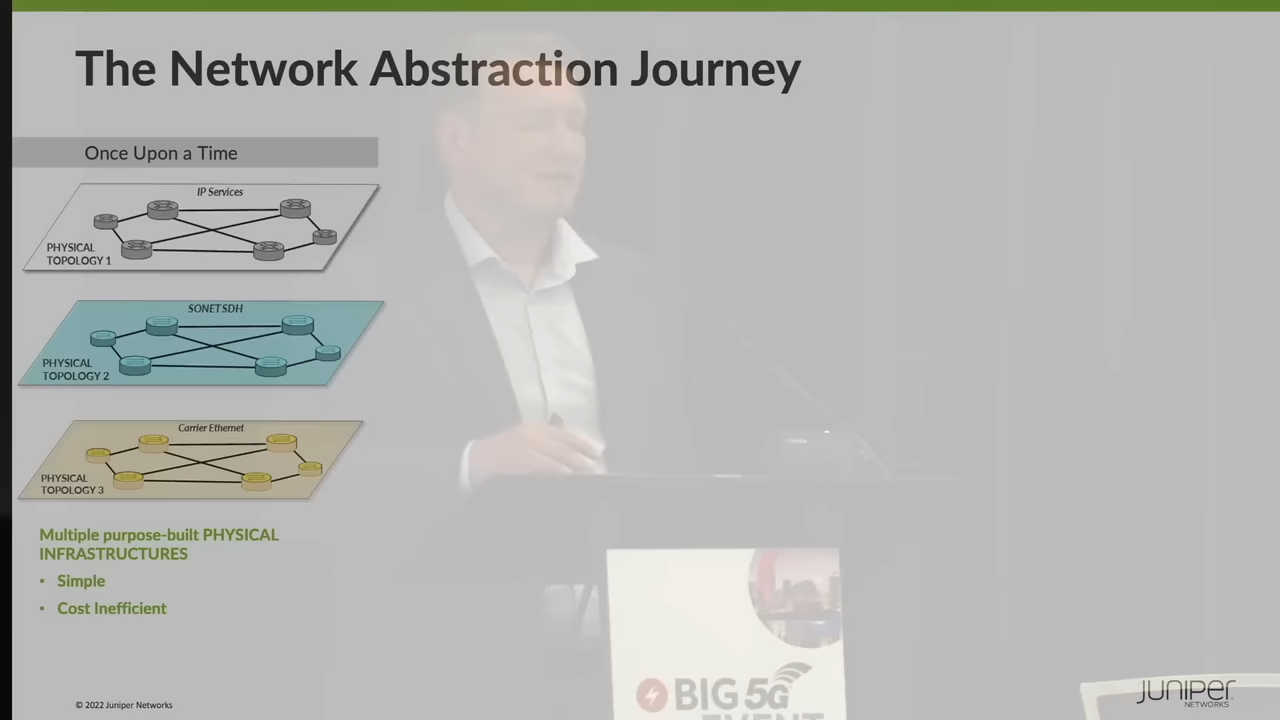 The Network Abstraction Journey
Once Upon a Time
IP Services
PHYSICAL
TOPOLOGY 1
SONET SDH
PHYSICAL
TOPOLOGY 2
Carrier Ethernet
PHYSICAL
TOPOLOGY 3
Multiple purpose-built PHYSICAL
INFRASTRUCTURES
• Simple
• Cost Inefficient
BIG 5G
EVENT
© 2022 Juniper Networks
JUNIPER
NETWORKS